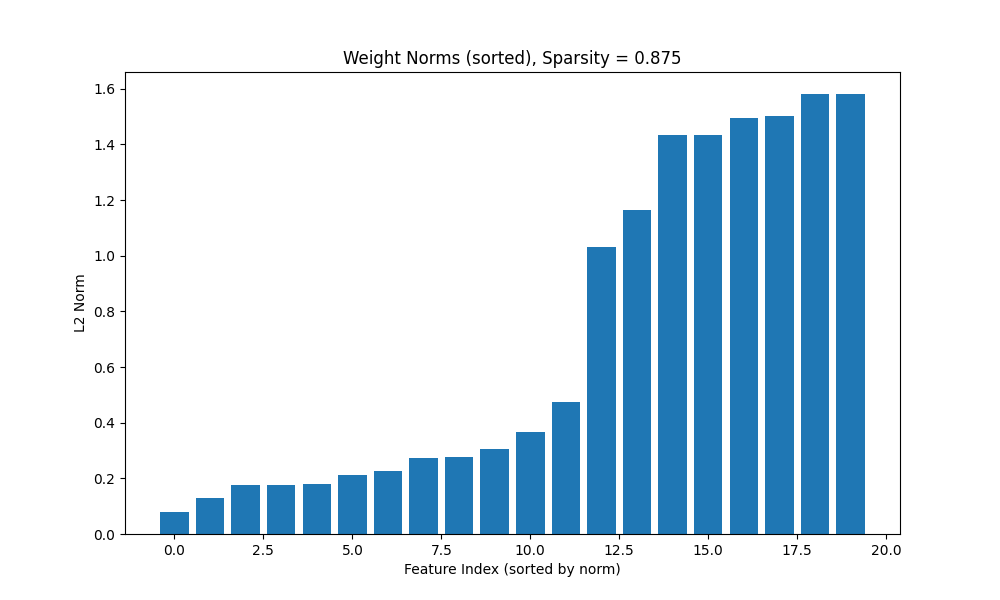 Weight Norms (sorted), Sparsity = 0.875
1.6
1.4
1.2
1.0
0.8
0.6
0.4
0.2
0.0
L2 Norm
0.0 2.5 5.0 7.5 10.0 12.5 15.0 17.5 20.0
Feature Index (sorted by norm)